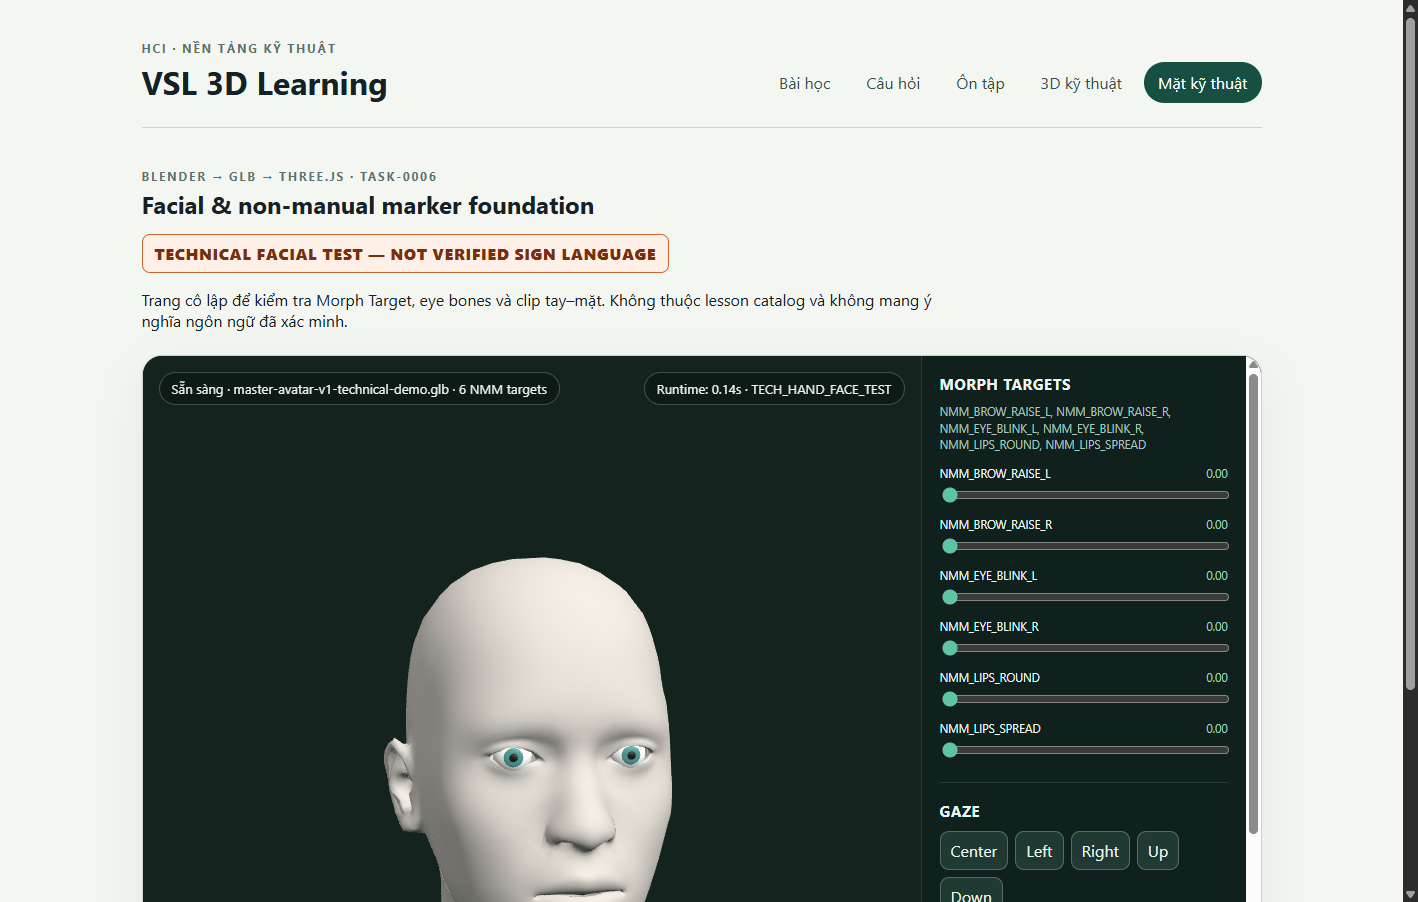 HCI · NỀN TẢNG KỸ THUẬT
VSL 3D Learning
Bài học
Câu hỏi
Ôn tập
3D kỹ thuật
Mặt kỹ thuật
BLENDER → GLB → THREE.JS · TASK-0006
Facial & non-manual marker foundation
TECHNICAL FACIAL TEST — NOT VERIFIED SIGN LANGUAGE
Trang cô lập để kiểm tra Morph Target, eye bones và clip tay–mặt. Không thuộc lesson catalog và không mang ý
nghĩa ngôn ngữ đã xác minh.
Sẵn sàng · master-avatar-v1-technical-demo.glb · 6 NMM targets
Runtime: 0.14s · TECH_HAND_FACE_TEST
MORPH TARGETS
NMM_BROW_RAISE_L, NMM_BROW_RAISE_R,
NMM_EYE_BLINK_L, NMM_EYE_BLINK_R,
NMM_LIPS_ROUND, NMM_LIPS_SPREAD
NMM_BROW_RAISE_L 0.00
NMM_BROW_RAISE_R 0.00
NMM_EYE_BLINK_L 0.00
NMM_EYE_BLINK_R 0.00
NMM_LIPS_ROUND 0.00
NMM_LIPS_SPREAD 0.00
GAZE
Center
Left
Right
Up
Down